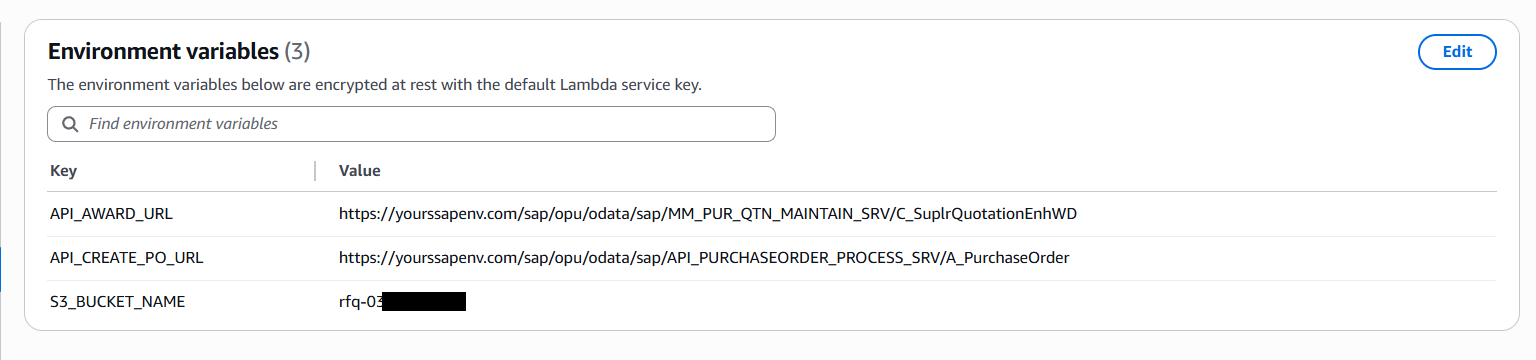 Environment variables (3)
Edit
The environment variables below are encrypted at rest with the default Lambda service key.
Find environment variables
Key Value
API_AWARD_URL https://yourssapenv.com/sap/opu/odata/sap/MM_PUR_QTN_MAINTAIN_SRV/C_SuplrQuotationEnhWD
API_CREATE_PO_URL https://yourssapenv.com/sap/opu/odata/sap/API_PURCHASEORDER_PROCESS_SRV/A_PurchaseOrder
S3_BUCKET_NAME rfq-03